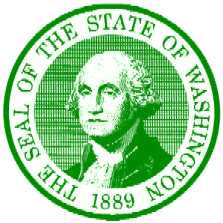 THE SEAL OF THE STATE OF WASHINGTON
1889